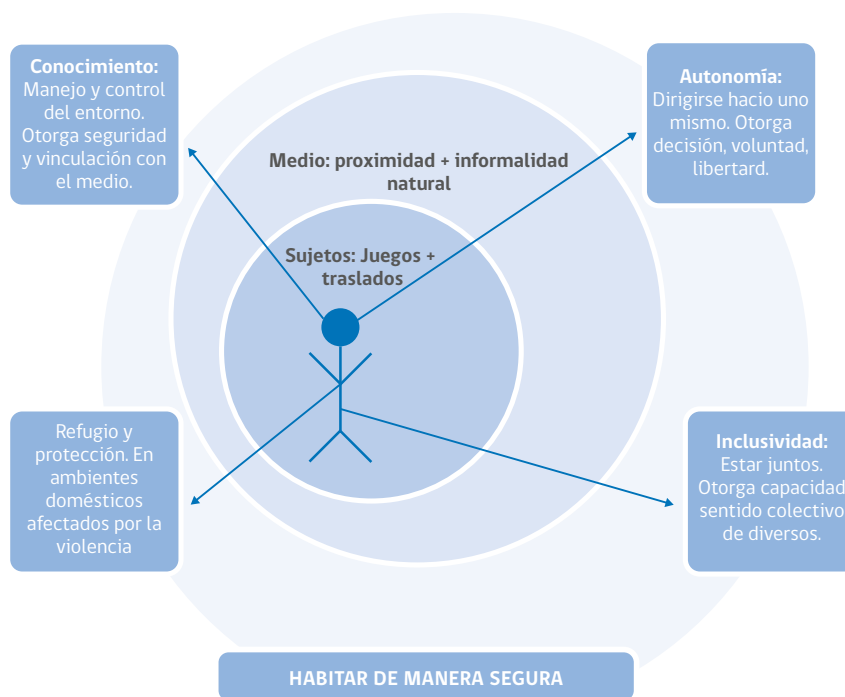 Conocimiento:
Manejo y control
del entorno.
Otorga seguridad
y vinculación con
el medio.
Autonomía:
Dirigirse hacio uno
mismo. Otorga
decisión, voluntad,
libertard.
Medio: proximidad + informalidad
natural
Sujetos: Juegos +
traslados
Refugio y
protección. En
ambientes
domésticos
afectados por la
violencia
Inclusividad:
Estar juntos.
Otorga capacidad
sentido colectivo
de diversos.
HABITAR DE MANERA SEGURA